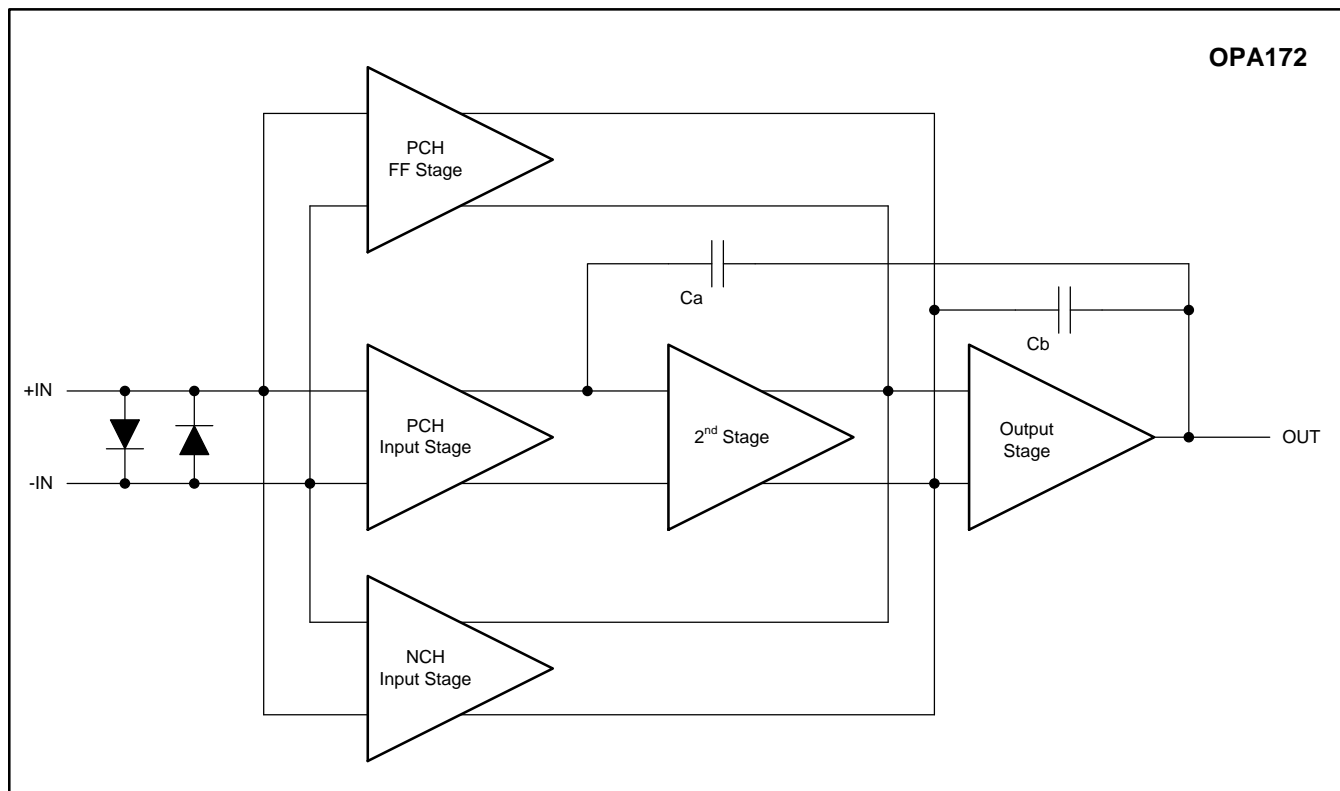 OPA172
PCH
FF Stage
Ca
Cb
+IN
-IN
PCH
Input Stage
2nd Stage
Output
Stage
OUT
NCH
Input Stage